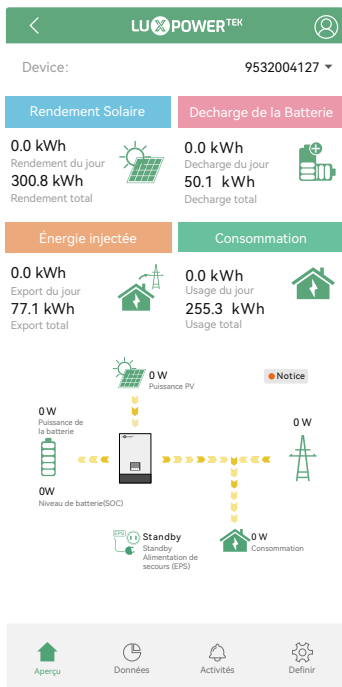 LUXPOWERTEK
Device:
9532004127
Rendement Solaire
Decharge de la Batterie
0.0 kWh
Rendement du jour
300.8 kWh
Rendement total
0.0 kWh
Decharge du jour
50.1 kWh
Decharge total
Énergie injectée
Consommation
0.0 kWh
Export du jour
77.1 kWh
Export total
0.0 kWh
Usage du jour
255.3 kWh
Usage total
0 W
Puissance PV
Notice
0 W
Puissance de
la batterie
0 W
0W
Niveau de batterie(SOC)
EPS
Standby
Standby
Alimentation de
secours (EPS)
0 W
Consommation
Aperçu
Données
Activités
Definir